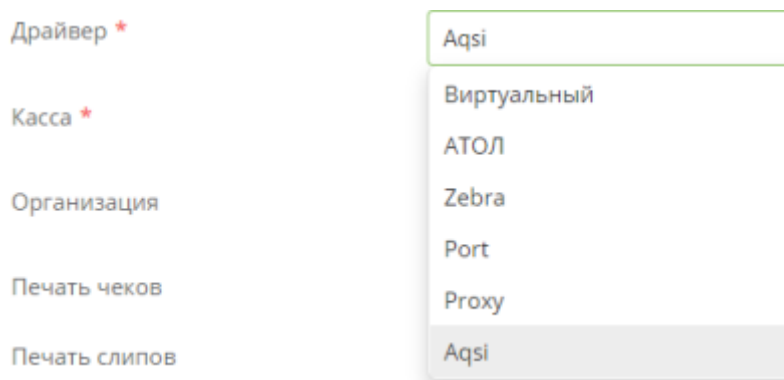 Драйвер *
Aqsi
Виртуальный
Касса *
АТОЛ
Zebra
Организация
Port
Печать чеков
Proxy
Печать слипов
Aqsi